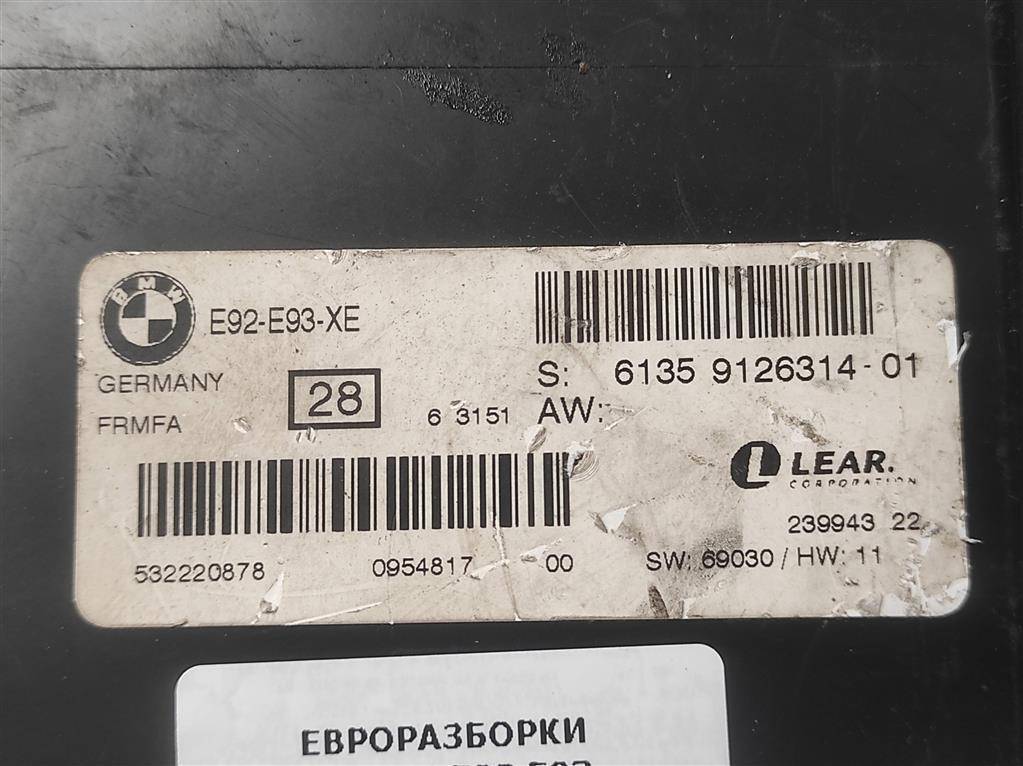 BMW
E92-E93-XE
GERMANY
FRMFA
28
6 3151
S: 6135 9126314-01
AW:
LEAR.
CORPORATION
239943 22
532220878 0954817 00
SW: 69030 / HW: 11
ЕВРОРАЗБОРКИ